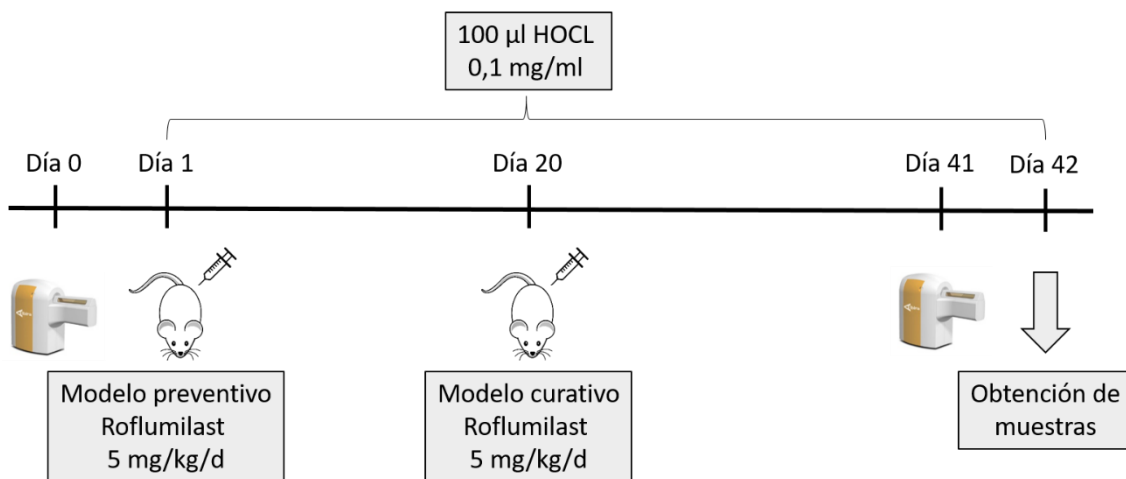 100 µl HOCL
0,1 mg/ml
Día 0
Día 1
Día 20
Día 41
Día 42
Modelo preventivo
Roflumilast
5 mg/kg/d
Modelo curativo
Roflumilast
5 mg/kg/d
Obtención de
muestras